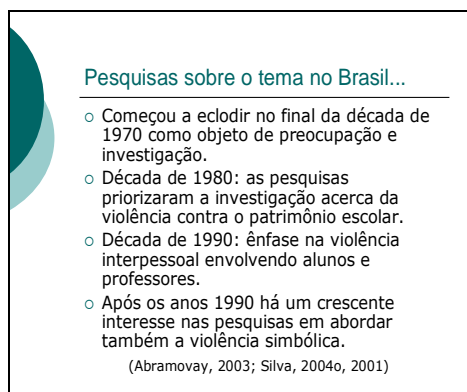 Pesquisas sobre o tema no Brasil...
○ Começou a eclodir no final da década de
1970 como objeto de preocupação e
investigação.
○ Década de 1980: as pesquisas
priorizaram a investigação acerca da
violência contra o patrimônio escolar.
○ Década de 1990: ênfase na violência
interpessoal envolvendo alunos e
professores.
○ Após os anos 1990 há um crescente
interesse nas pesquisas em abordar
também a violência simbólica.
(Abramovay, 2003; Silva, 2004o, 2001)